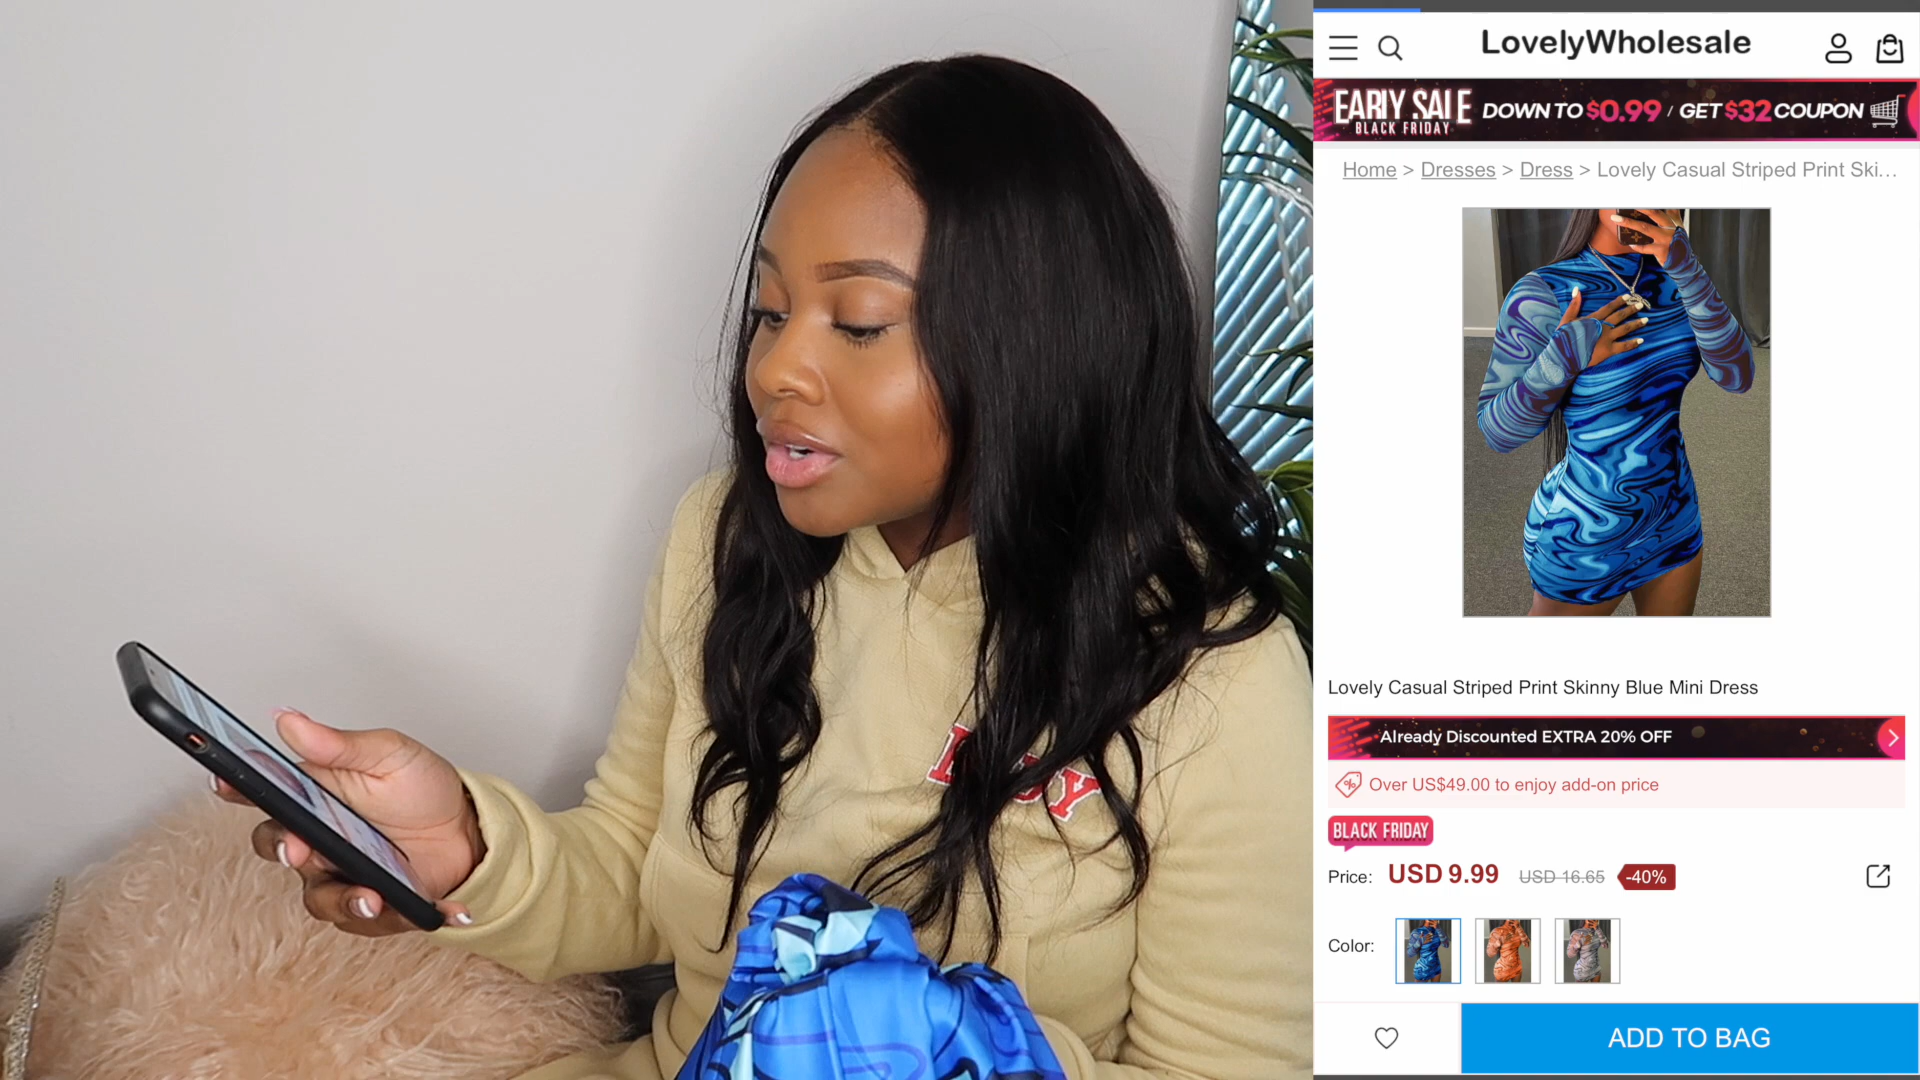 LovelyWholesale
EARLY SALE
BLACK FRIDAY
DOWN TO $0.99 / GET $32 COUPON
Home > Dresses > Dress > Lovely Casual Striped Print Ski...
Lovely Casual Striped Print Skinny Blue Mini Dress
Already Discounted EXTRA 20% OFF
Over US$49.00 to enjoy add-on price
BLACK FRIDAY
Price: USD 9.99 USD 16.65 -40%
Color:
ADD TO BAG